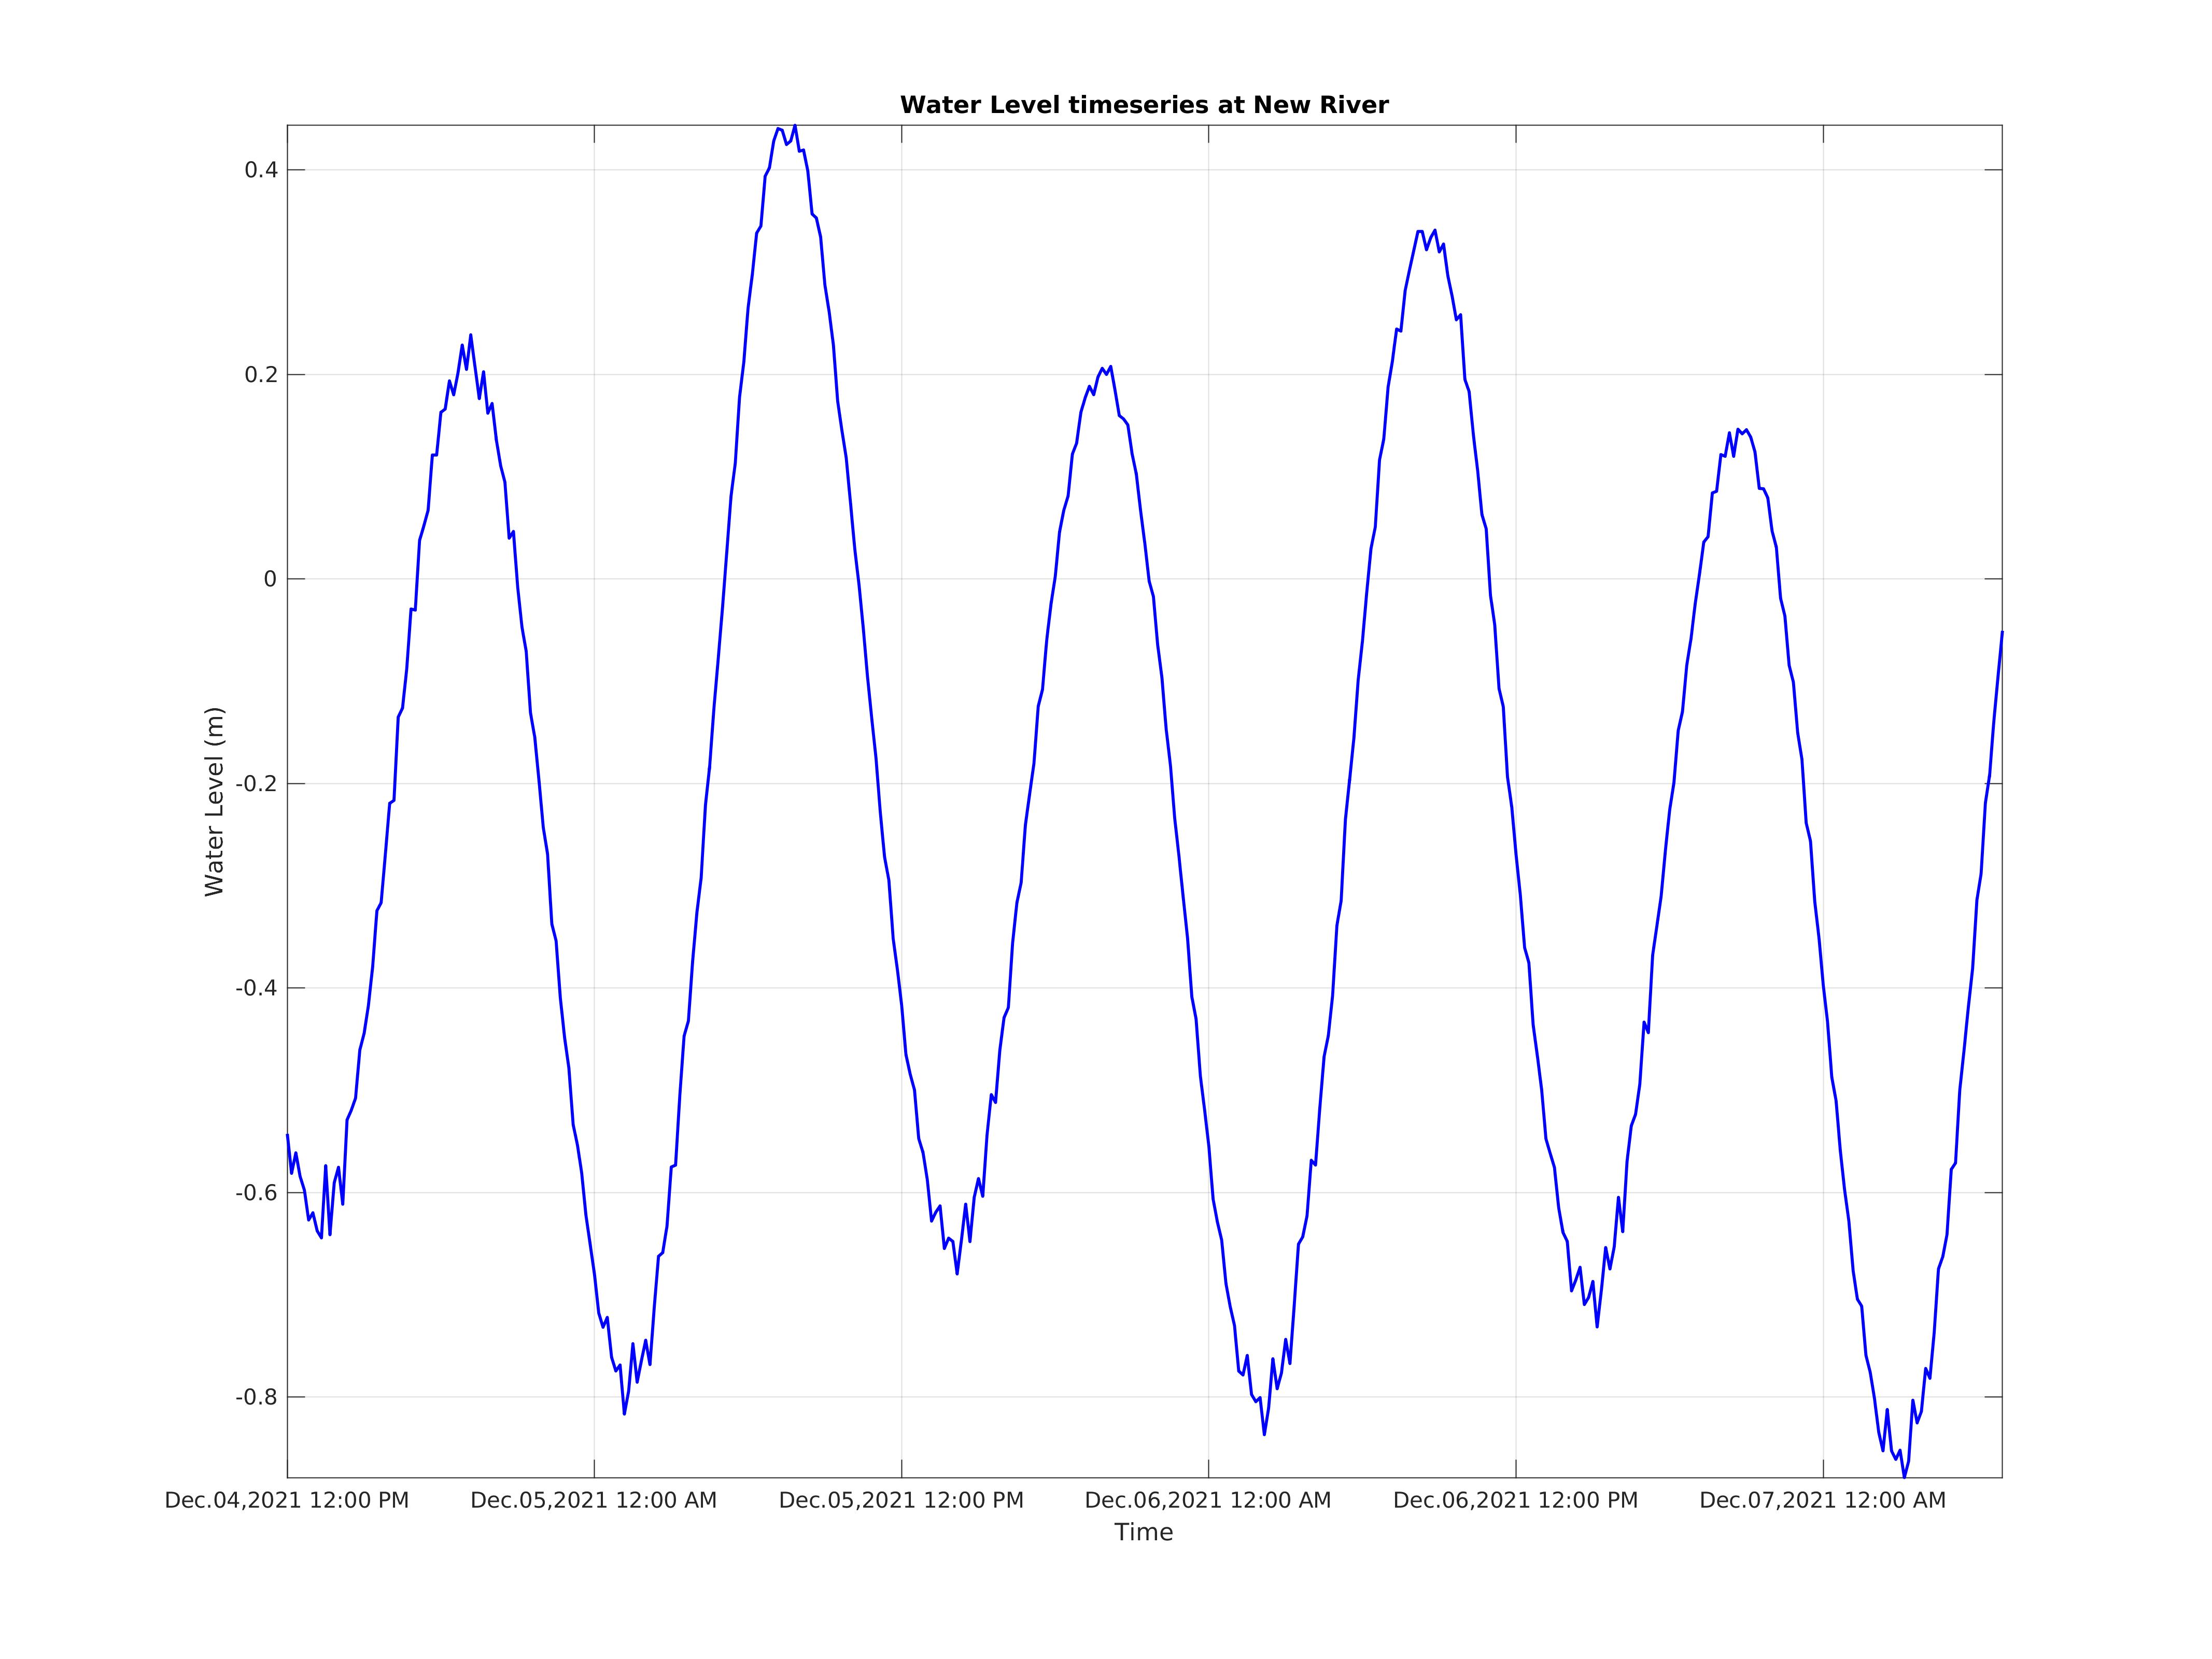 Water Level timeseries at New River
0.4
0.2
0
-0.2
-0.4
-0.6
-0.8
Water Level (m)
Dec.04,2021 12:00 PM
Dec.05,2021 12:00 AM
Dec.05,2021 12:00 PM
Dec.06,2021 12:00 AM
Dec.06,2021 12:00 PM
Dec.07,2021 12:00 AM
Time